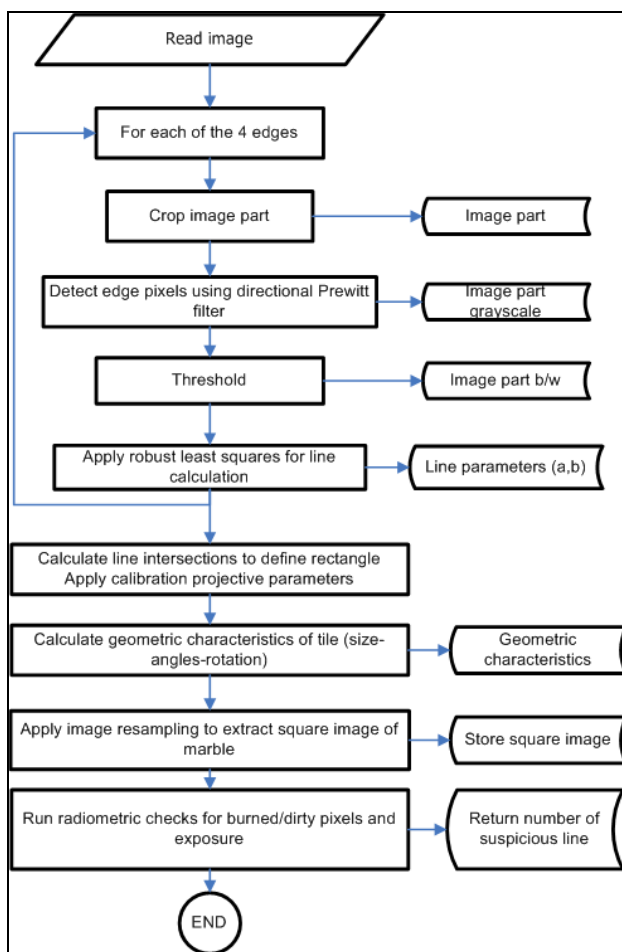 Read image
For each of the 4 edges
Crop image part
Image part
Detect edge pixels using directional Prewitt
filter
Image part
grayscale
Threshold
Image part b/w
Apply robust least squares for line
calculation
Line parameters (a,b)
Calculate line intersections to define rectangle
Apply calibration projective parameters
Calculate geometric characteristics of tile (size-
angles-rotation)
Geometric
characteristics
Apply image resampling to extract square image of
marble
Store square image
Run radiometric checks for burned/dirty pixels and
exposure
Return number of
suspicious line
END